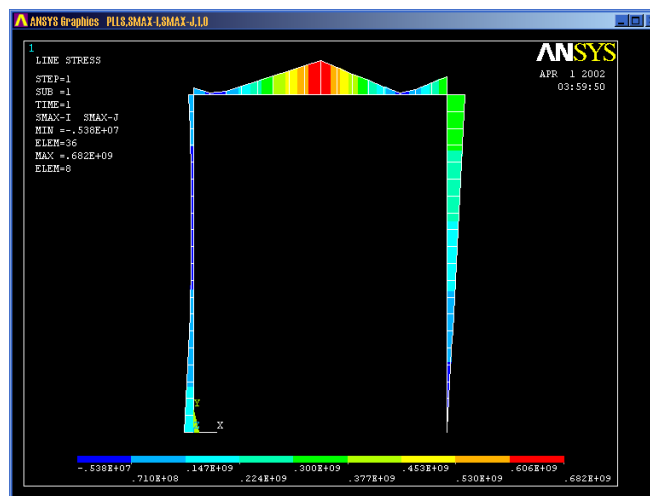 ANSYS Graphics PLLS,SMAX-I,SMAX-J,1,0
1
LINE STRESS
STEP=1
SUB =1
TIME=1
SMAX-I SMAX-J
MIN =-.538E+07
ELEM=36
MAX =.682E+09
ELEM=8
ANSYS
APR 1 2002
03:59:50
Y
X
-.538E+07 .147E+09 .300E+09 .453E+09 .606E+09
.710E+08 .224E+09 .377E+09 .530E+09 .682E+09